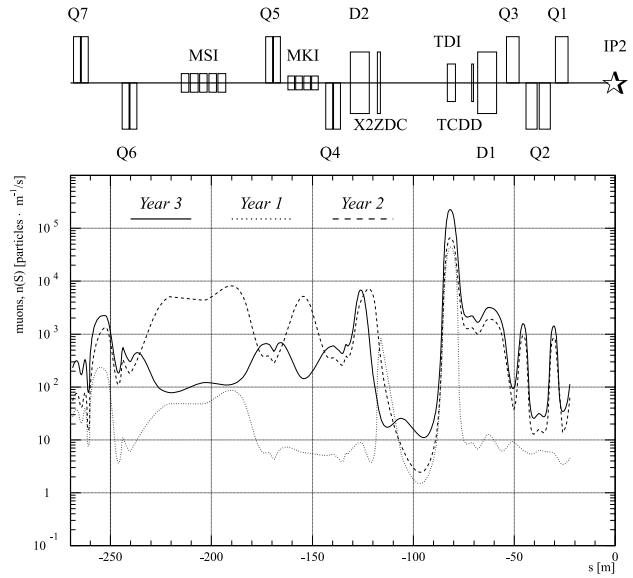 Q7 Q5 D2 Q3 Q1
MSI MKI TDI IP2
X2ZDC TCDD
Q6 Q4 D1 Q2
muons, n(S) [particles · m⁻¹/s]
Year 3 Year 1 Year 2
10⁵
10⁴
10³
10²
10
1
10⁻¹
-250 -200 -150 -100 -50 0
s [m]